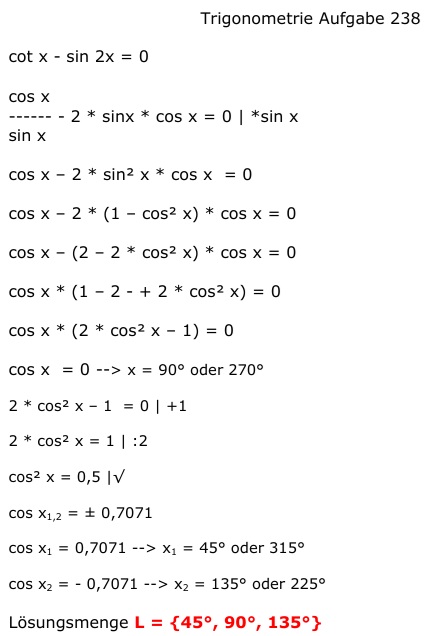 Trigonometrie Aufgabe 238
cot x - sin 2x = 0
cos x
------ - 2 * sinx * cos x = 0 | *sin x
sin x
cos x – 2 * sin² x * cos x  = 0
cos x – 2 * (1 – cos² x) * cos x = 0
cos x – (2 – 2 * cos² x) * cos x = 0
cos x * (1 – 2 - + 2 * cos² x) = 0
cos x * (2 * cos² x – 1) = 0
cos x  = 0 --> x = 90° oder 270°
2 * cos² x – 1  = 0 | +1
2 * cos² x = 1 | :2
cos² x = 0,5 |√
cos x₁,₂ = ± 0,7071
cos x₁ = 0,7071 --> x₁ = 45° oder 315°
cos x₂ = - 0,7071 --> x₂ = 135° oder 225°
Lösungsmenge L = {45°, 90°, 135°}